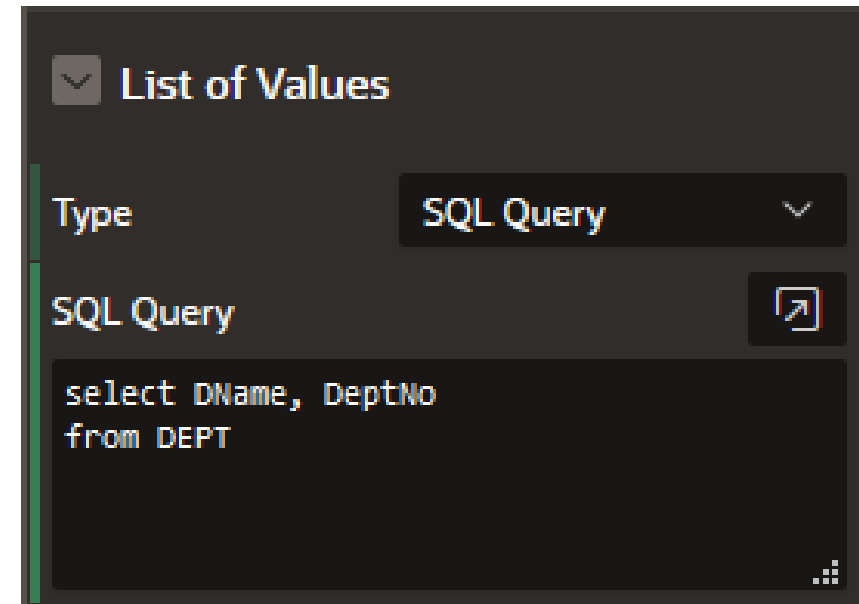 List of Values
Type SQL Query
SQL Query
select DName, DeptNo
from DEPT